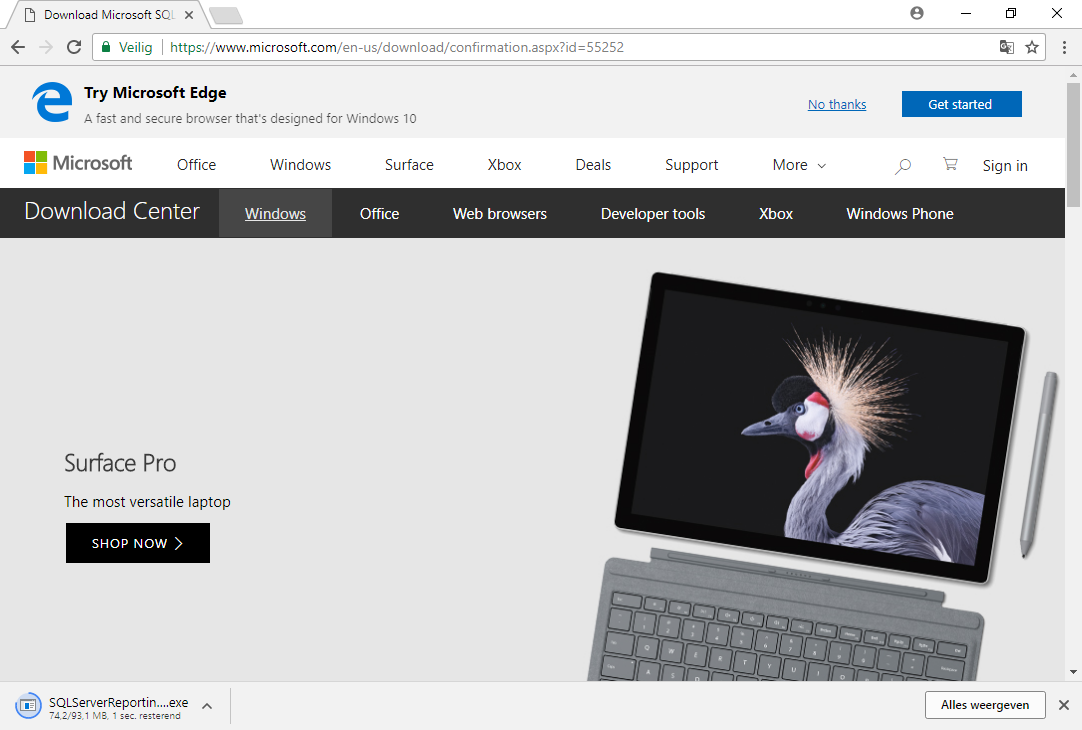 Download Microsoft SQL
Veilig
https://www.microsoft.com/en-us/download/confirmation.aspx?id=55252
Try Microsoft Edge
A fast and secure browser that's designed for Windows 10
No thanks
Get started
Microsoft
Office
Windows
Surface
Xbox
Deals
Support
More
Sign in
Download Center
Windows
Office
Web browsers
Developer tools
Xbox
Windows Phone
Surface Pro
The most versatile laptop
SHOP NOW
SQLServerReportin....exe
74,2/93,1 MB, 1 sec. resterend
Alles weergeven